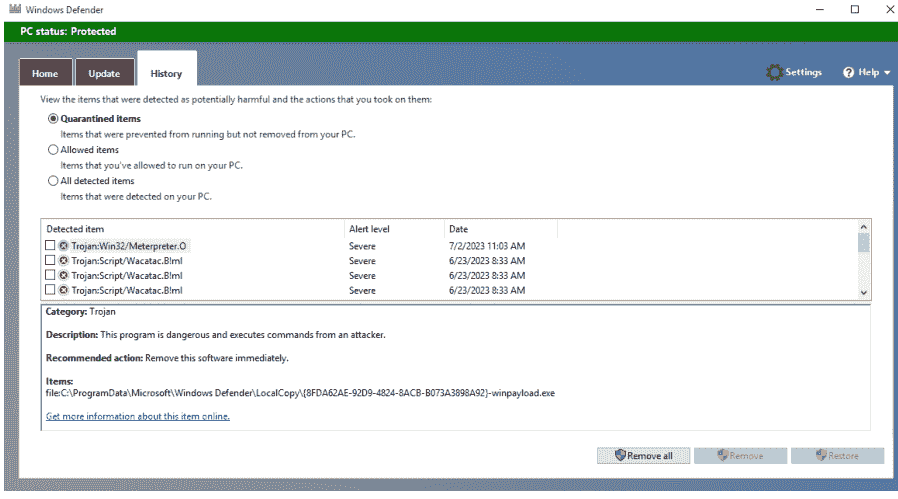 Windows Defender
PC status: Protected
Home Update History Settings Help
View the items that were detected as potentially harmful and the actions that you took on them:
Quarantined items
Items that were prevented from running but not removed from your PC.
Allowed items
Items that you've allowed to run on your PC.
All detected items
Items that were detected on your PC.
Detected item Alert level Date
Trojan:Win32/Meterpreter.O Severe 7/2/2023 11:03 AM
Trojan:Script/Wacatac.B!ml Severe 6/23/2023 8:33 AM
Trojan:Script/Wacatac.B!ml Severe 6/23/2023 8:33 AM
Trojan:Script/Wacatac.B!ml Severe 6/23/2023 8:33 AM
Category: Trojan
Description: This program is dangerous and executes commands from an attacker.
Recommended action: Remove this software immediately.
Items:
file:C:\ProgramData\Microsoft\Windows Defender\LocalCopy\{8FDA62AE-92D9-4824-8ACB-B073A3898A92}-winpayload.exe
Get more information about this item online.
Remove all Remove Restore